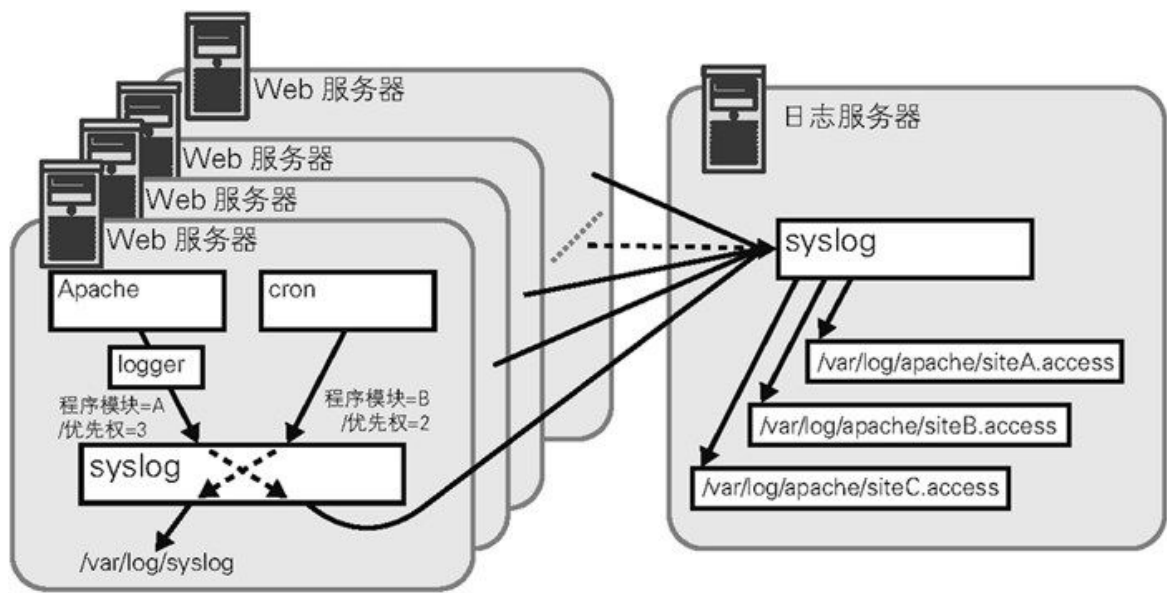 Web 服务器
Web 服务器
Web 服务器
Web 服务器
Apache
cron
logger
程序模块=A
/优先权=3
程序模块=B
/优先权=2
syslog
/var/log/syslog
日志服务器
syslog
/var/log/apache/siteA.access
/var/log/apache/siteB.access
/var/log/apache/siteC.access